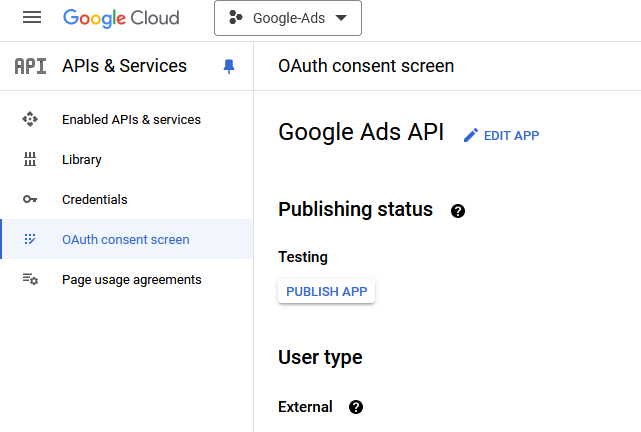 Google Cloud
Google-Ads
API APIs & Services
OAuth consent screen
Enabled APIs & services
Library
Credentials
OAuth consent screen
Page usage agreements
Google Ads API
EDIT APP
Publishing status ?
Testing
PUBLISH APP
User type
External ?